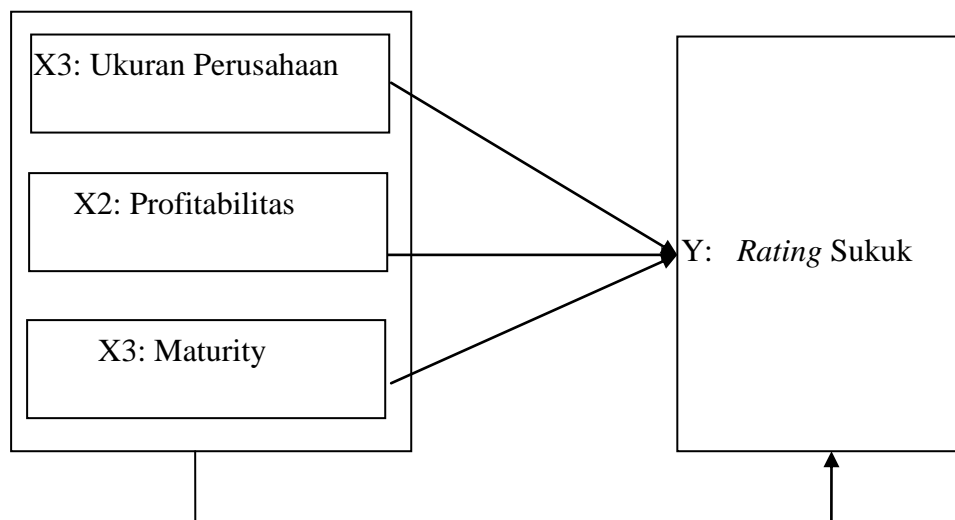 X3: Ukuran Perusahaan
X2: Profitabilitas
X3: Maturity
Y: Rating Sukuk